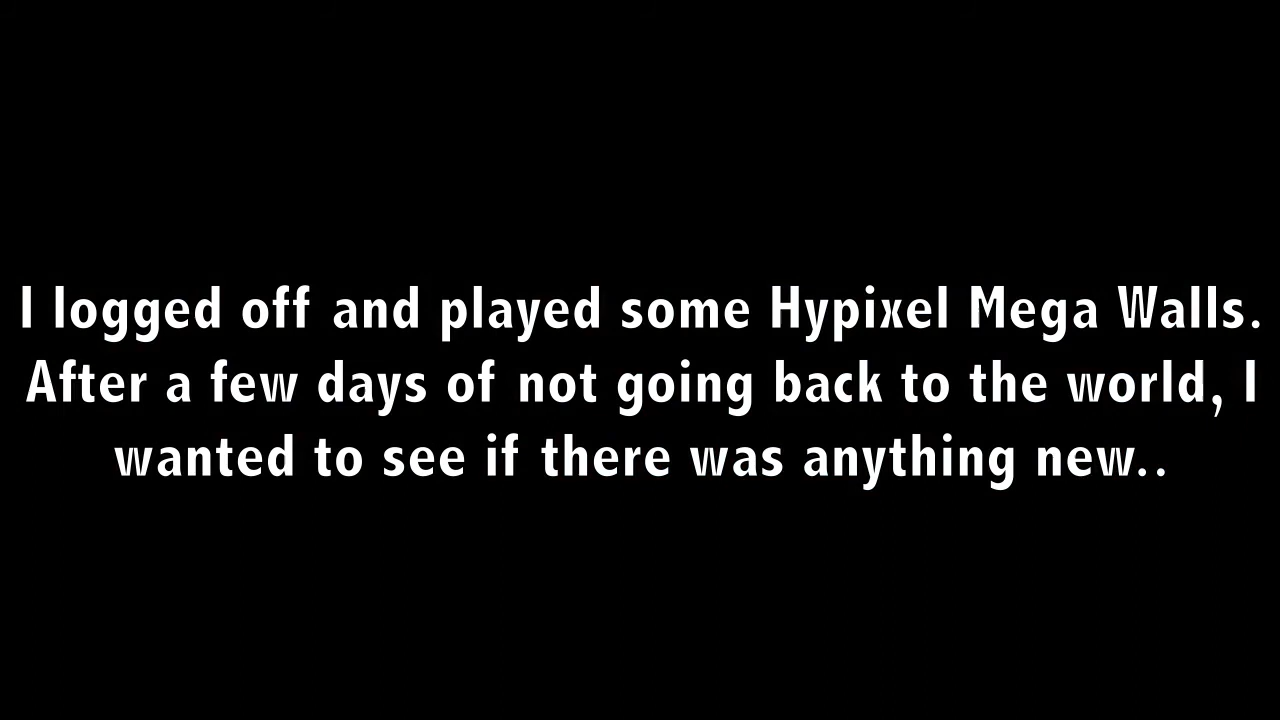 I logged off and played some Hypixel Mega Walls.
After a few days of not going back to the world, I
wanted to see if there was anything new..